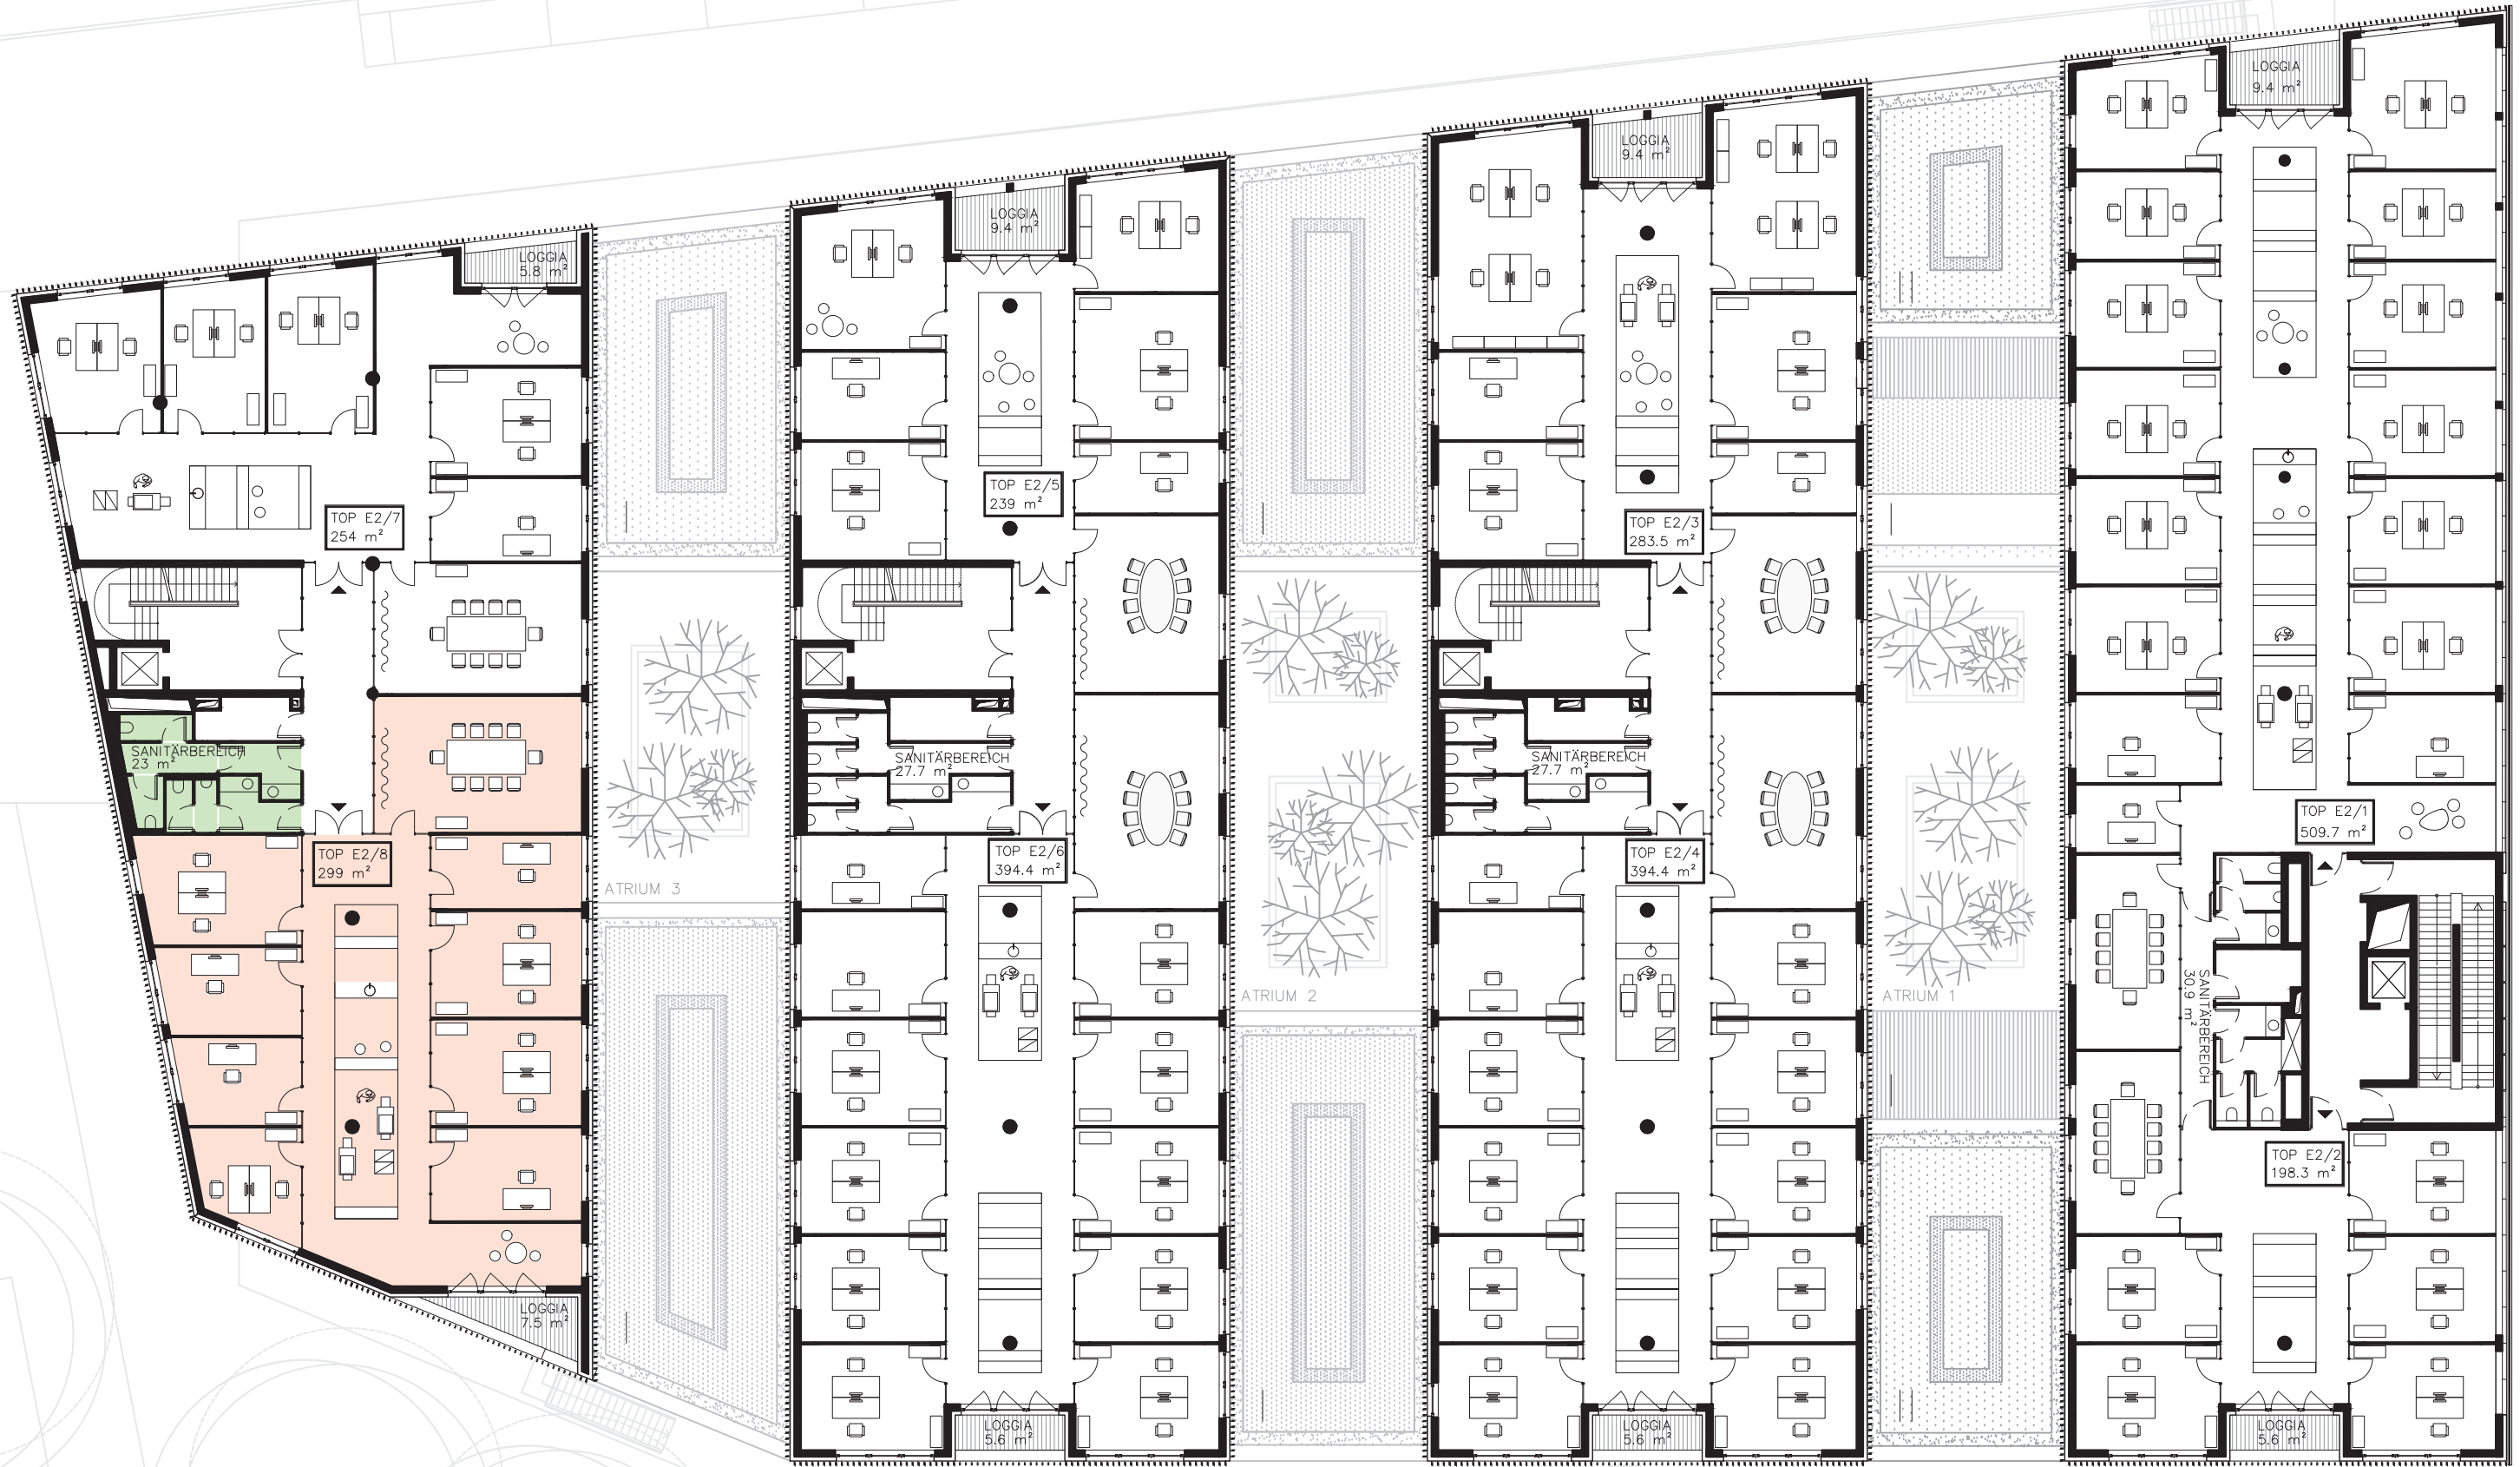 LOGGIA
9.4 m²
LOGGIA
9.4 m²
LOGGIA
9.4 m²
LOGGIA
5.8 m²
TOP E2/5
239 m²
TOP E2/7
254 m²
TOP E2/3
283.5 m²
SANITÄRBEREICH
23 m²
SANITÄRBEREICH
27.7 m²
SANITÄRBEREICH
27.7 m²
TOP E2/1
509.7 m²
TOP E2/8
299 m²
TOP E2/6
394.4 m²
TOP E2/4
394.4 m²
ATRIUM 3
ATRIUM 2
ATRIUM 1
SANITÄRBEREICH
30.9 m²
TOP E2/2
198.3 m²
LOGGIA
7.5 m²
LOGGIA
5.6 m²
LOGGIA
5.6 m²
LOGGIA
5.6 m²